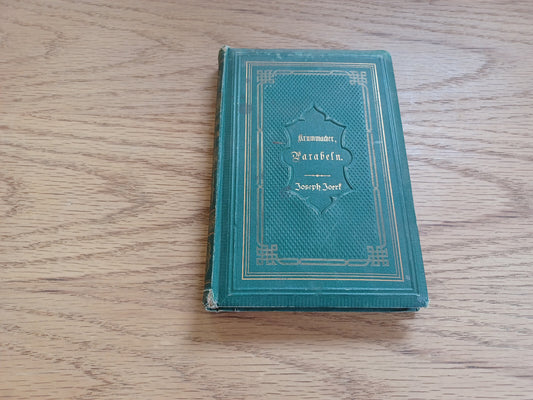 Krummacher,
Parabeln.
Joseph Joerk